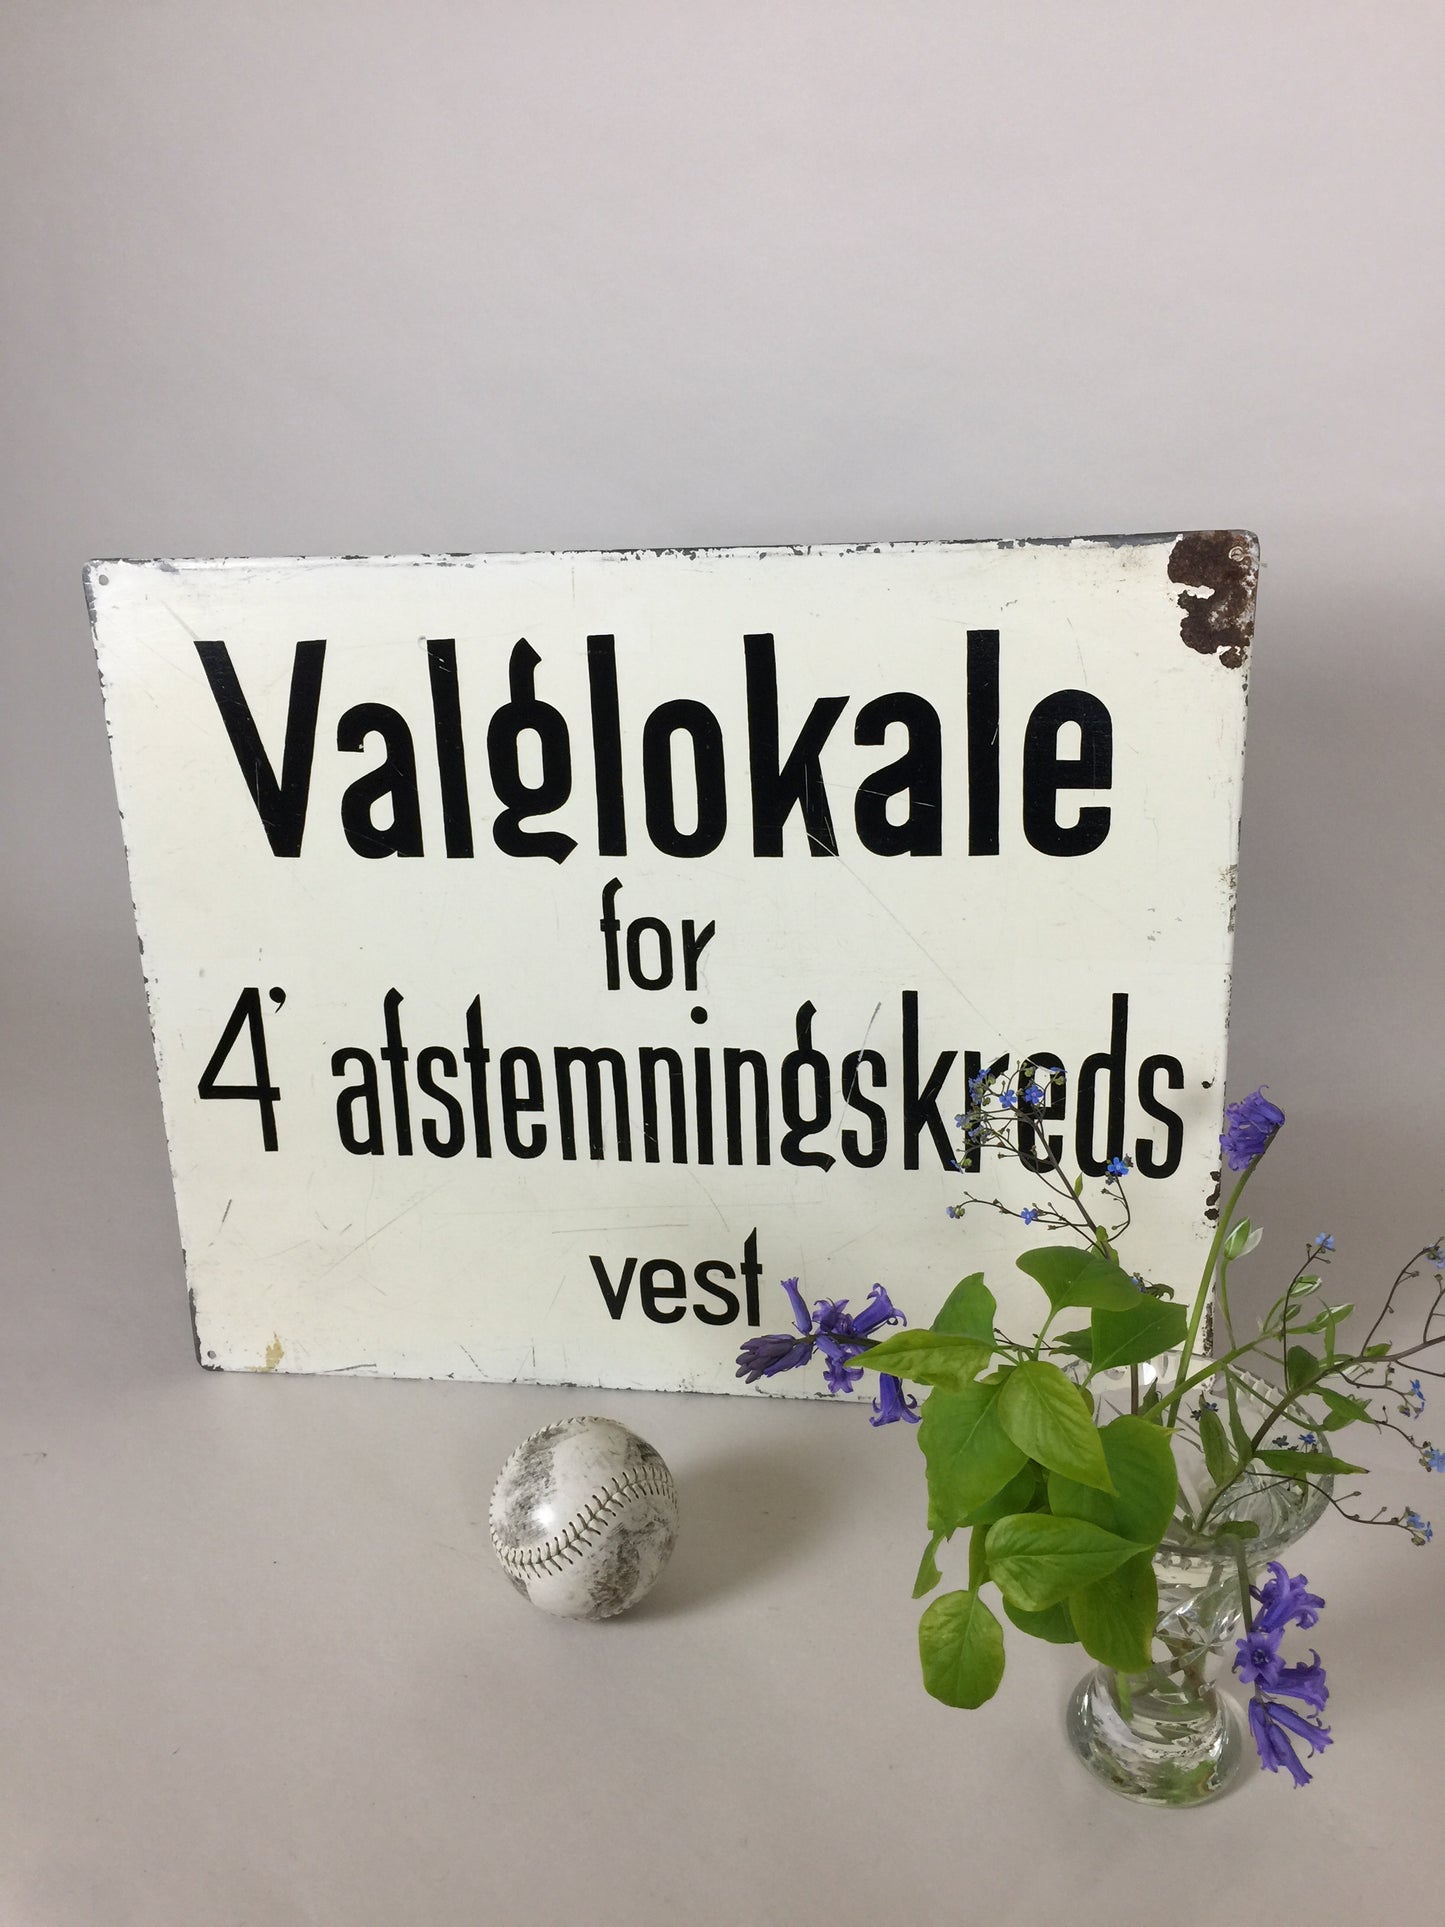 Valglokale
for
4' afstemningskreds
vest